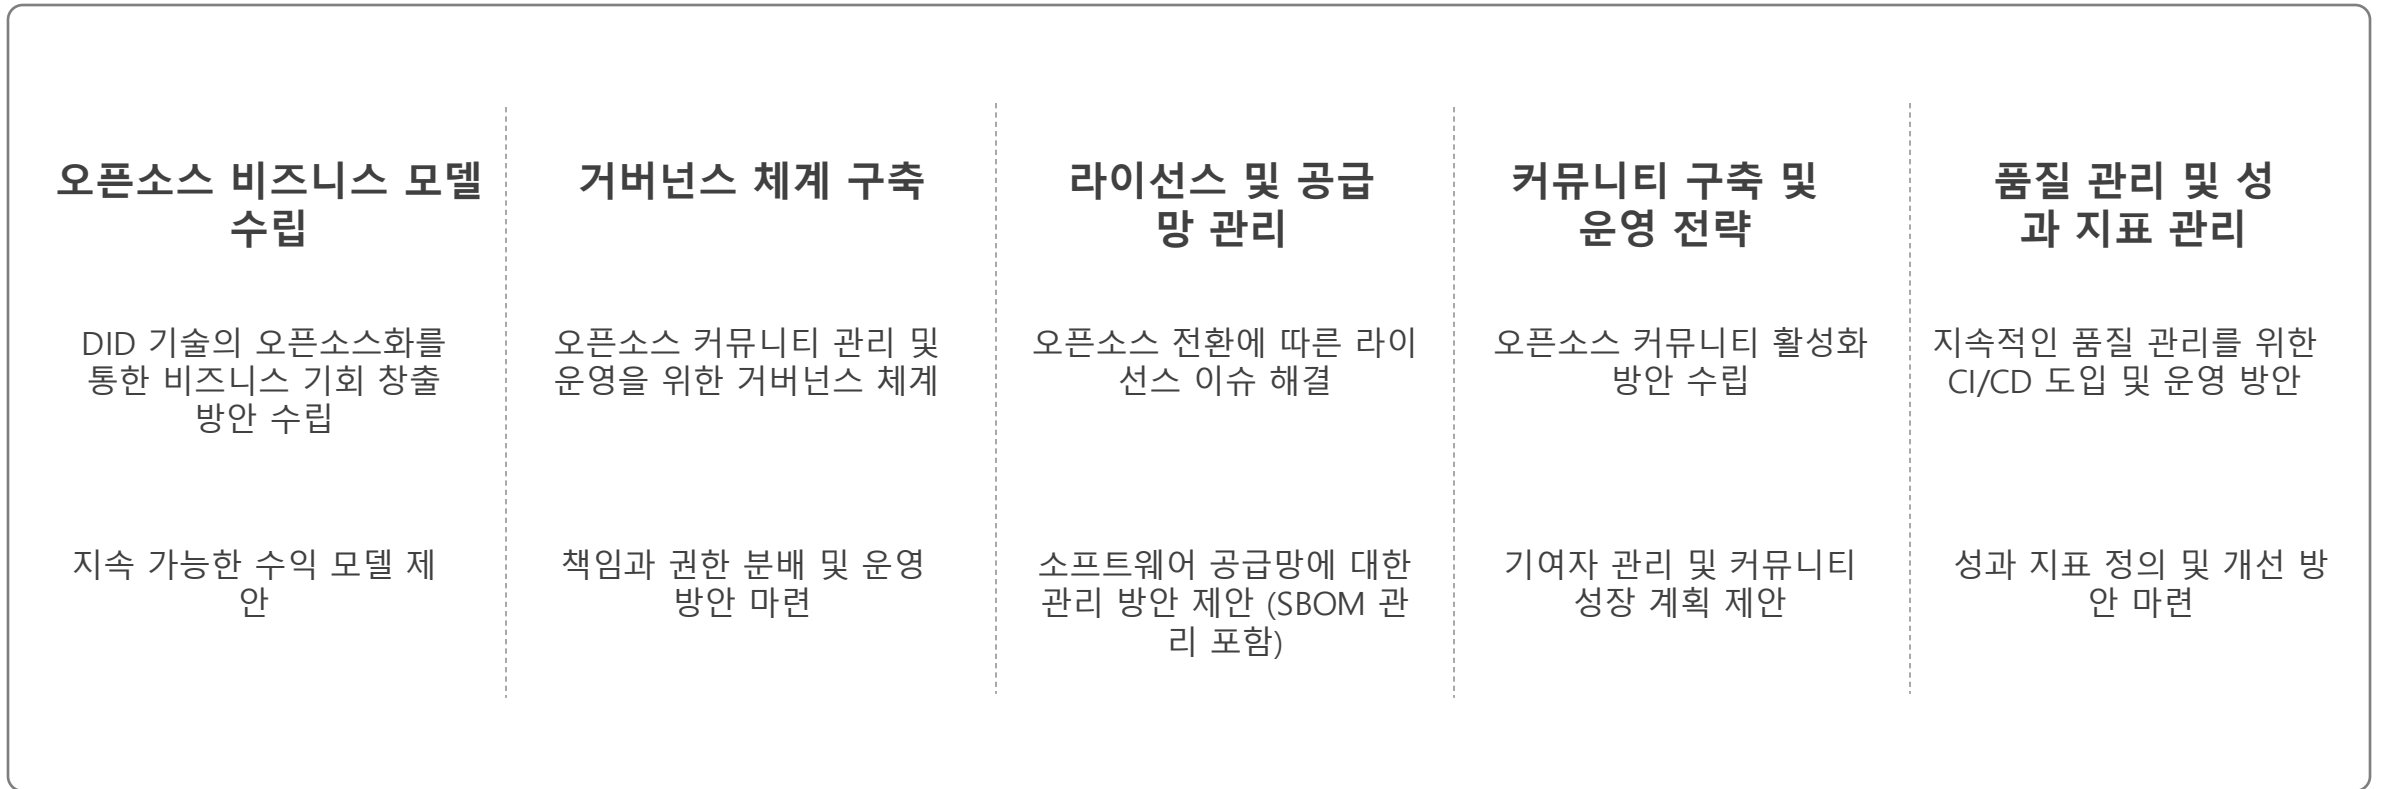 오픈소스 비즈니스 모델
수립
DID 기술의 오픈소스화를
통한 비즈니스 기회 창출
방안 수립
지속 가능한 수익 모델 제
안
거버넌스 체계 구축
오픈소스 커뮤니티 관리 및
운영을 위한 거버넌스 체계
책임과 권한 분배 및 운영
방안 마련
라이선스 및 공급
망 관리
오픈소스 전환에 따른 라이
선스 이슈 해결
소프트웨어 공급망에 대한
관리 방안 제안 (SBOM 관
리 포함)
커뮤니티 구축 및
운영 전략
오픈소스 커뮤니티 활성화
방안 수립
기여자 관리 및 커뮤니티
성장 계획 제안
품질 관리 및 성
과 지표 관리
지속적인 품질 관리를 위한
CI/CD 도입 및 운영 방안
성과 지표 정의 및 개선 방
안 마련